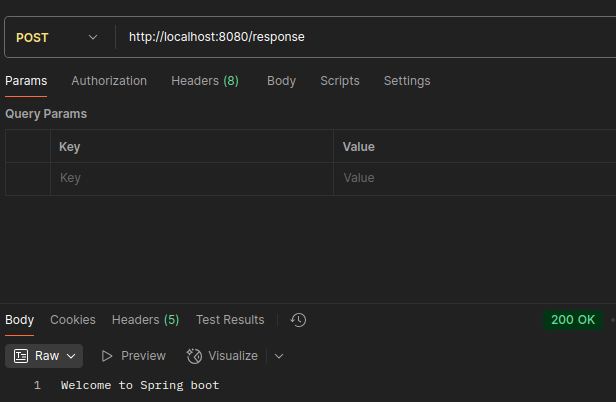 POST http://localhost:8080/response
Params Authorization Headers (8) Body Scripts Settings
Query Params
Key Value
Key Value
Body Cookies Headers (5) Test Results 200 OK
Raw Preview Visualize
1 Welcome to Spring boot